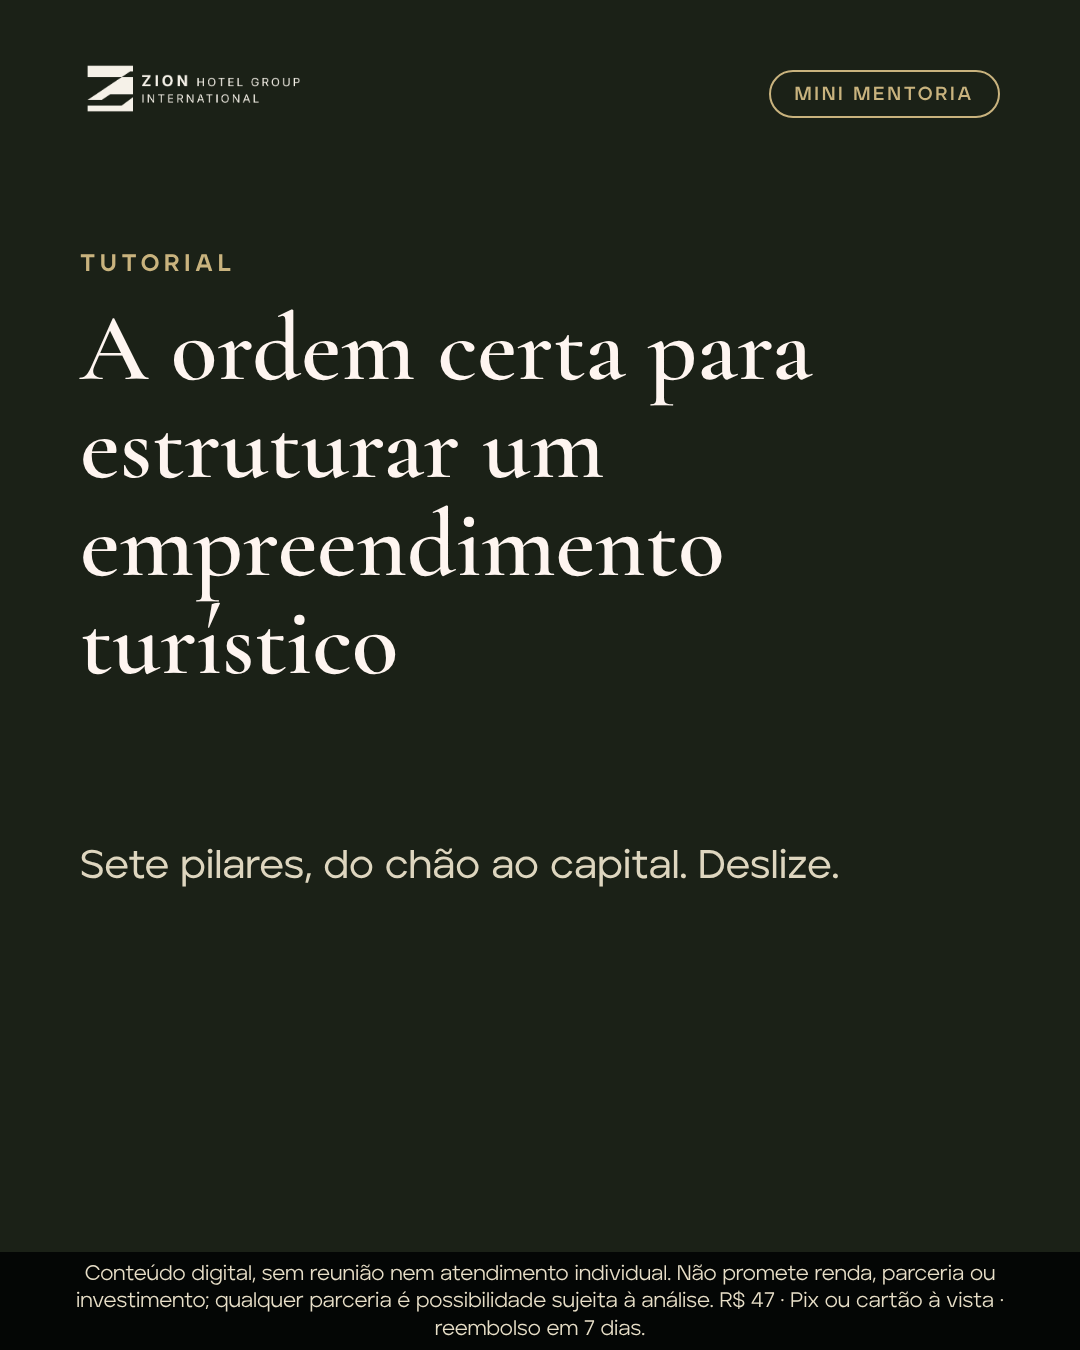 ZION HOTEL GROUP
INTERNATIONAL
MINI MENTORIA
TUTORIAL
A ordem certa para
estruturar um
empreendimento
turístico
Sete pilares, do chão ao capital. Deslize.
Conteúdo digital, sem reunião nem atendimento individual. Não promete renda, parceria ou
investimento; qualquer parceria é possibilidade sujeita à análise. R$ 47 · Pix ou cartão à vista ·
reembolso em 7 dias.